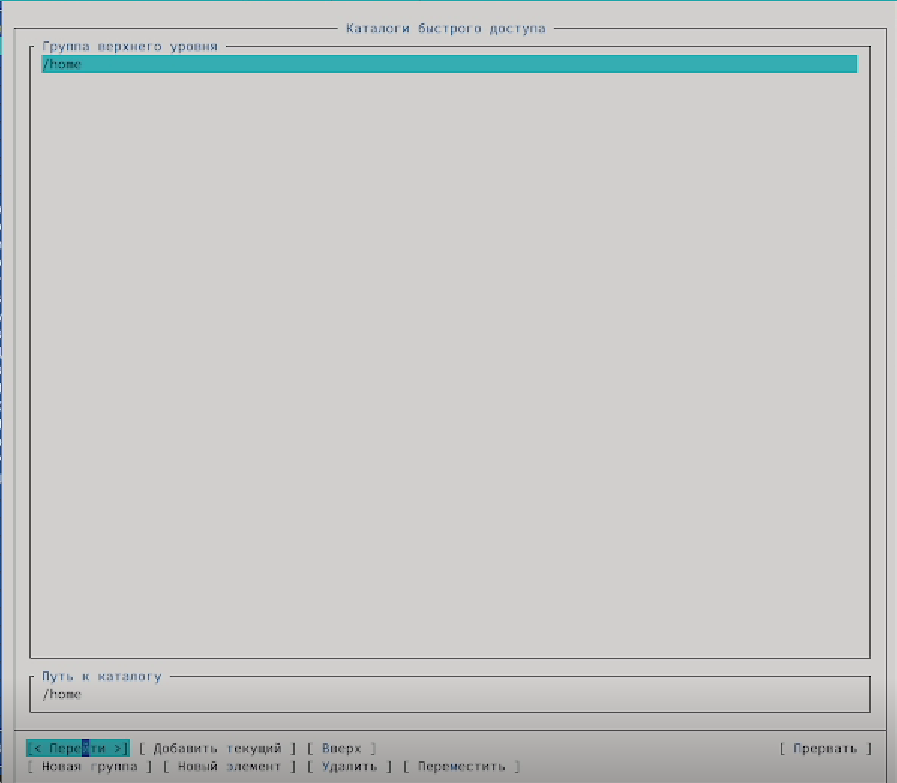 Каталоги быстрого доступа
Группа верхнего уровня
/home
Путь к каталогу
/home
[< Перейти >] [ Добавить текущий ] [ Вверх ] [ Прервать ]
[ Новая группа ] [ Новый элемент ] [ Удалить ] [ Переместить ]